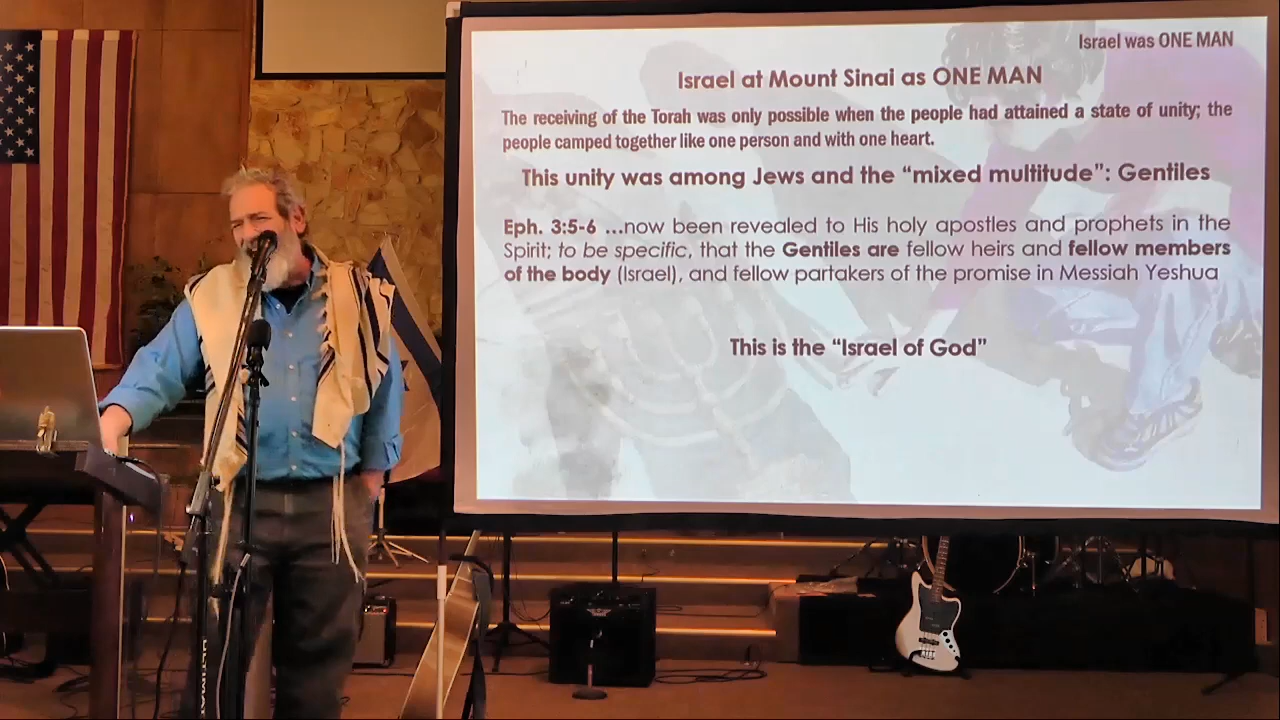 Israel was ONE MAN
Israel at Mount Sinai as ONE MAN
The receiving of the Torah was only possible when the people had attained a state of unity; the
people camped together like one person and with one heart.
This unity was among Jews and the “mixed multitude”: Gentiles
Eph. 3:5-6 ...now been revealed to His holy apostles and prophets in the
Spirit; to be specific, that the Gentiles are fellow heirs and fellow members
of the body (Israel), and fellow partakers of the promise in Messiah Yeshua
This is the “Israel of God”